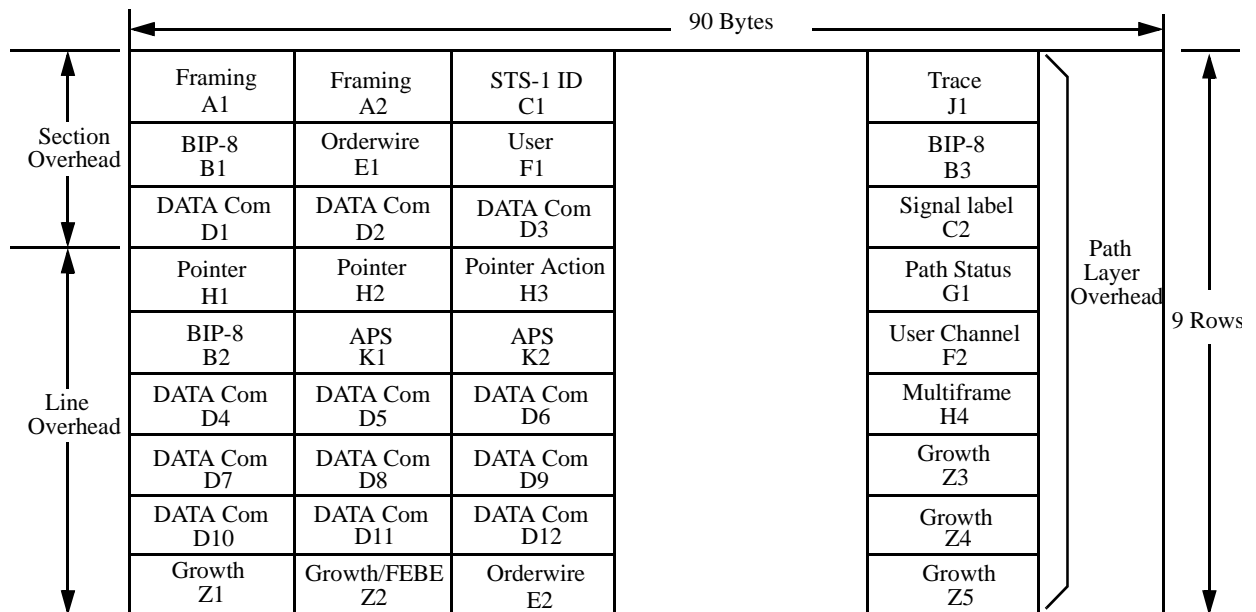 90 Bytes
Section
Overhead
Framing
A1
Framing
A2
STS-1 ID
C1
Trace
J1
BIP-8
B1
Orderwire
E1
User
F1
BIP-8
B3
DATA Com
D1
DATA Com
D2
DATA Com
D3
Signal label
C2
Line
Overhead
Pointer
H1
Pointer
H2
Pointer Action
H3
Path Status
G1
BIP-8
B2
APS
K1
APS
K2
User Channel
F2
DATA Com
D4
DATA Com
D5
DATA Com
D6
Multiframe
H4
DATA Com
D7
DATA Com
D8
DATA Com
D9
Growth
Z3
DATA Com
D10
DATA Com
D11
DATA Com
D12
Growth
Z4
Growth
Z1
Growth/FEBE
Z2
Orderwire
E2
Growth
Z5
Path
Layer
Overhead
9 Rows